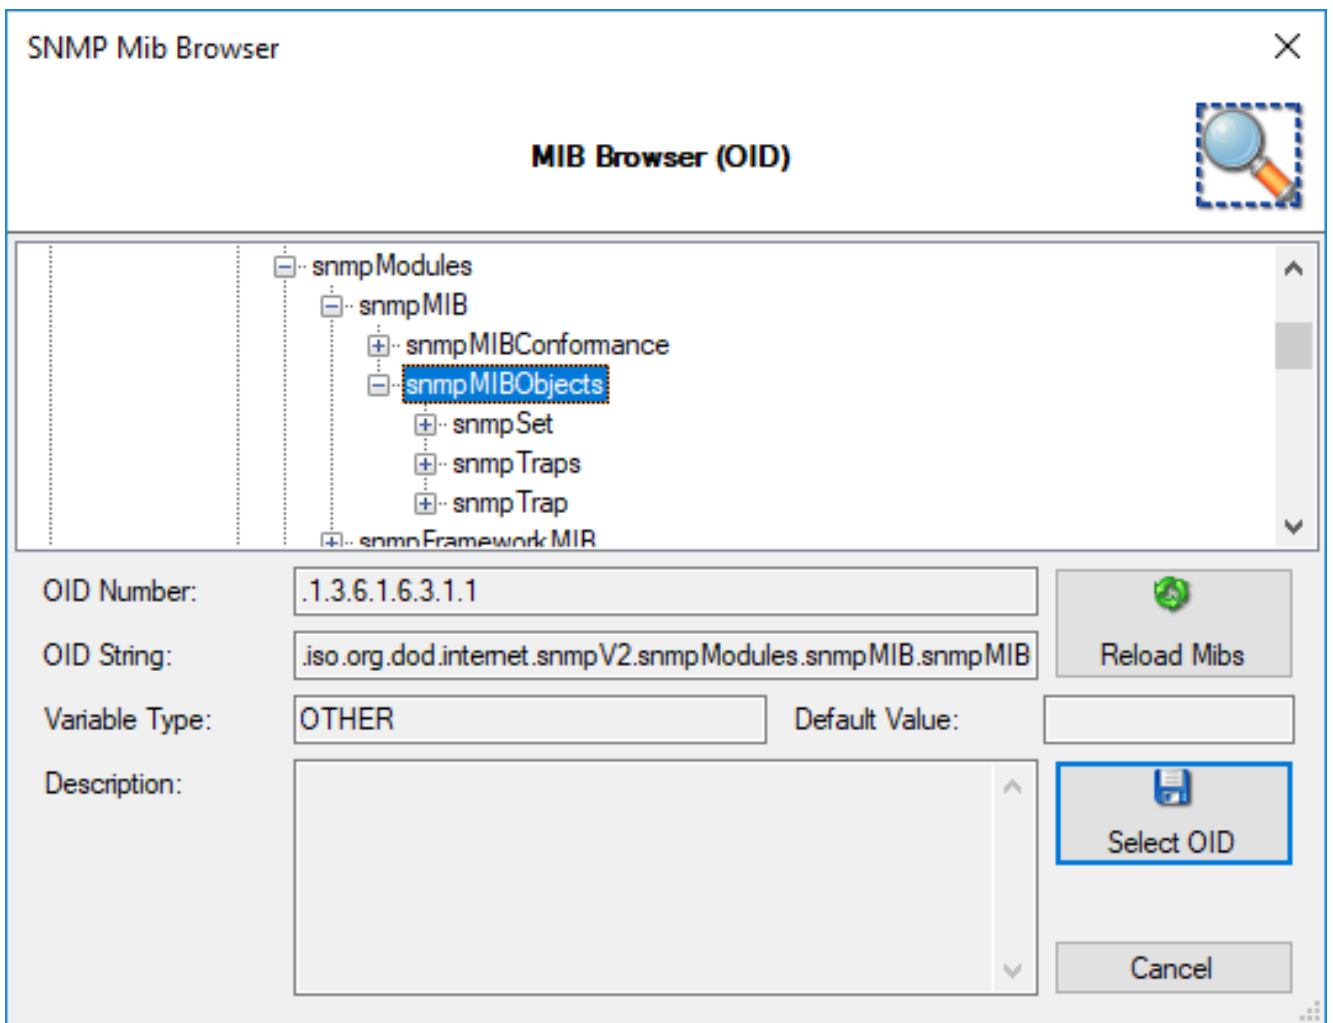 SNMP Mib Browser
MIB Browser (OID)
snmpModules
snmpMIB
snmpMIBConformance
snmpMIBObjects
snmpSet
snmpTraps
snmpTrap
snmpFrameworkMIB
OID Number: .1.3.6.1.6.3.1.1
OID String: .iso.org.dod.internet.snmpV2.snmpModules.snmpMIB.snmpMIB
Reload Mibs
Variable Type: OTHER Default Value:
Description:
Select OID
Cancel